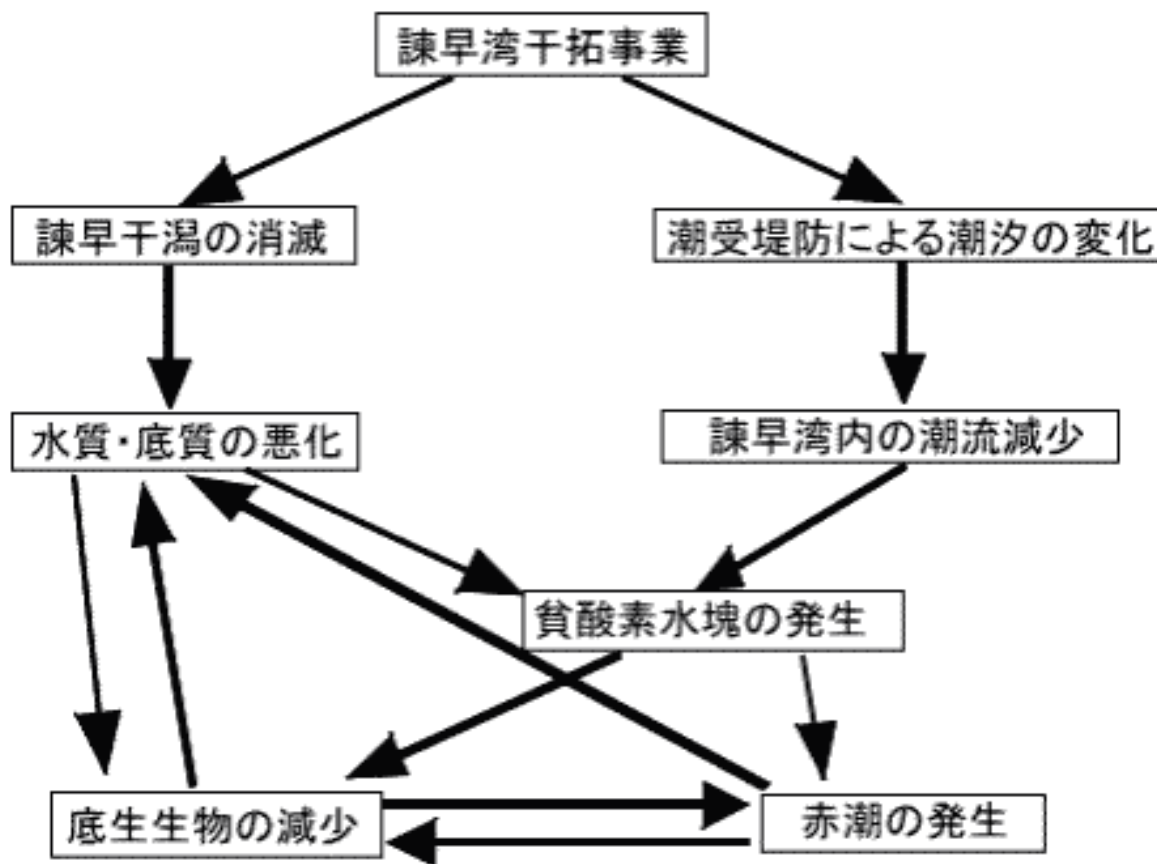 諫早湾干拓事業
諫早干潟の消滅
潮受堤防による潮汐の変化
水質・底質の悪化
諫早湾内の潮流減少
貧酸素水塊の発生
底生生物の減少
赤潮の発生